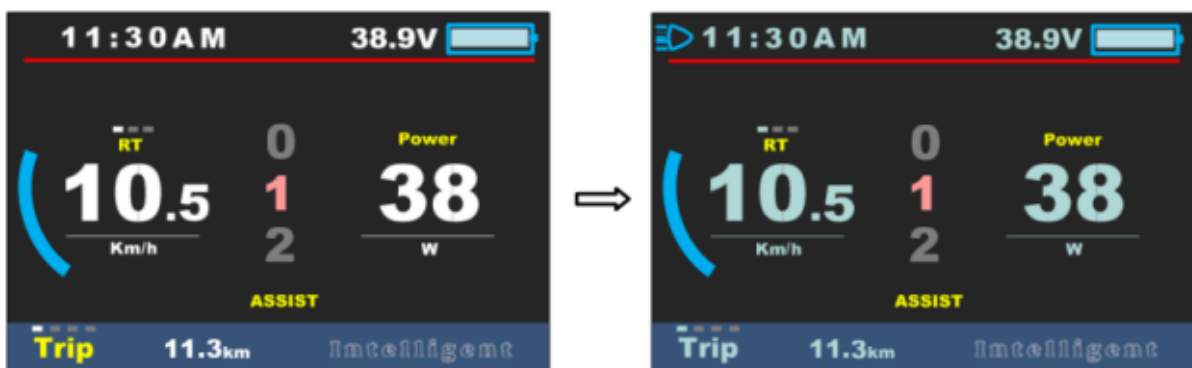 11:30AM 38.9V
RT
10.5
Km/h
0
1
2
Power
38
W
ASSIST
Trip 11.3km Intelligent
11:30AM 38.9V
RT
10.5
Km/h
0
1
2
Power
38
W
ASSIST
Trip 11.3km Intelligent